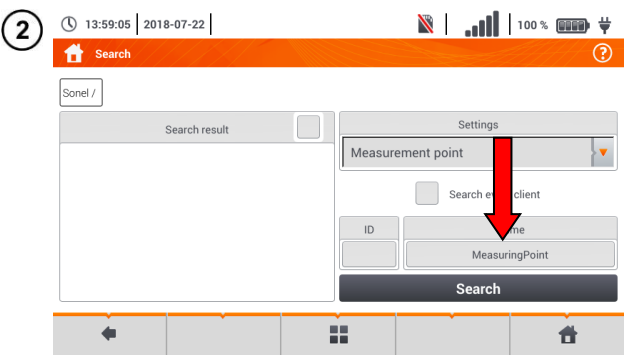 2
13:59:05 2018-07-22
100 %
Search
?
Sonel /
Search result
Settings
Measurement point
Search client
ID
MeasuringPoint
Search